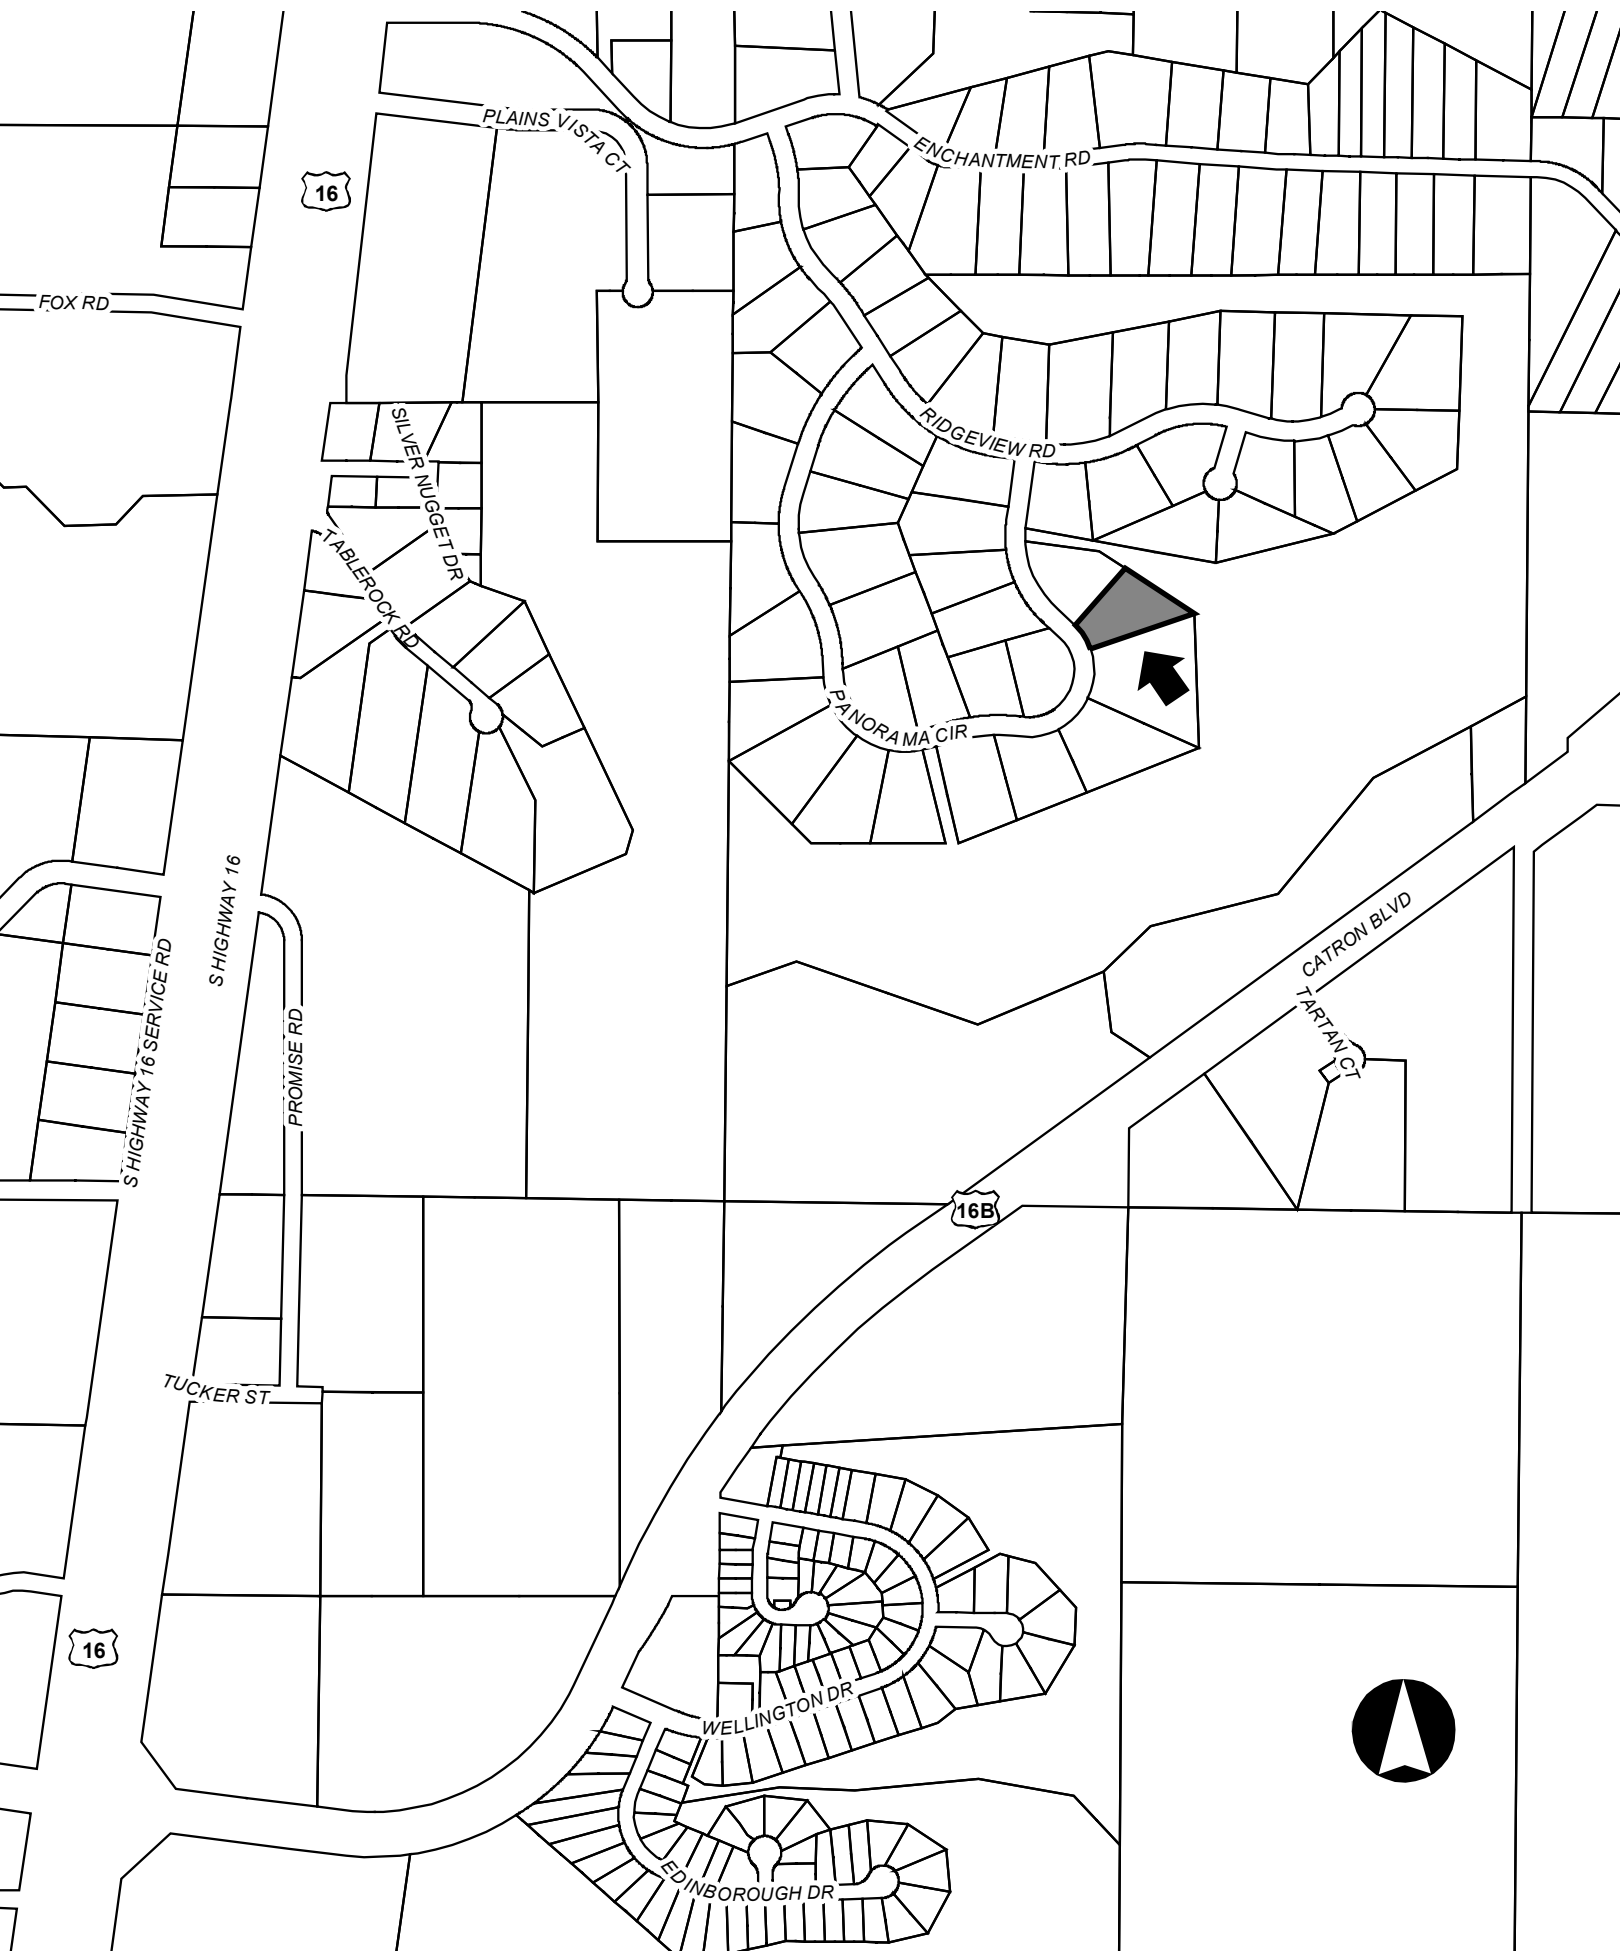 PLAINS VISTA CT
ENCHANTMENT RD
16
FOX RD
SILVER NUGGET DR
RIDGEVIEW RD
TABLEROCK RD
PANORAMA CIR
S HIGHWAY 16
CATRON BLVD
S HIGHWAY 16 SERVICE RD
TARTAN CT
PROMISE RD
16B
TUCKER ST
16
WELLINGTON DR
EDINBOROUGH DR